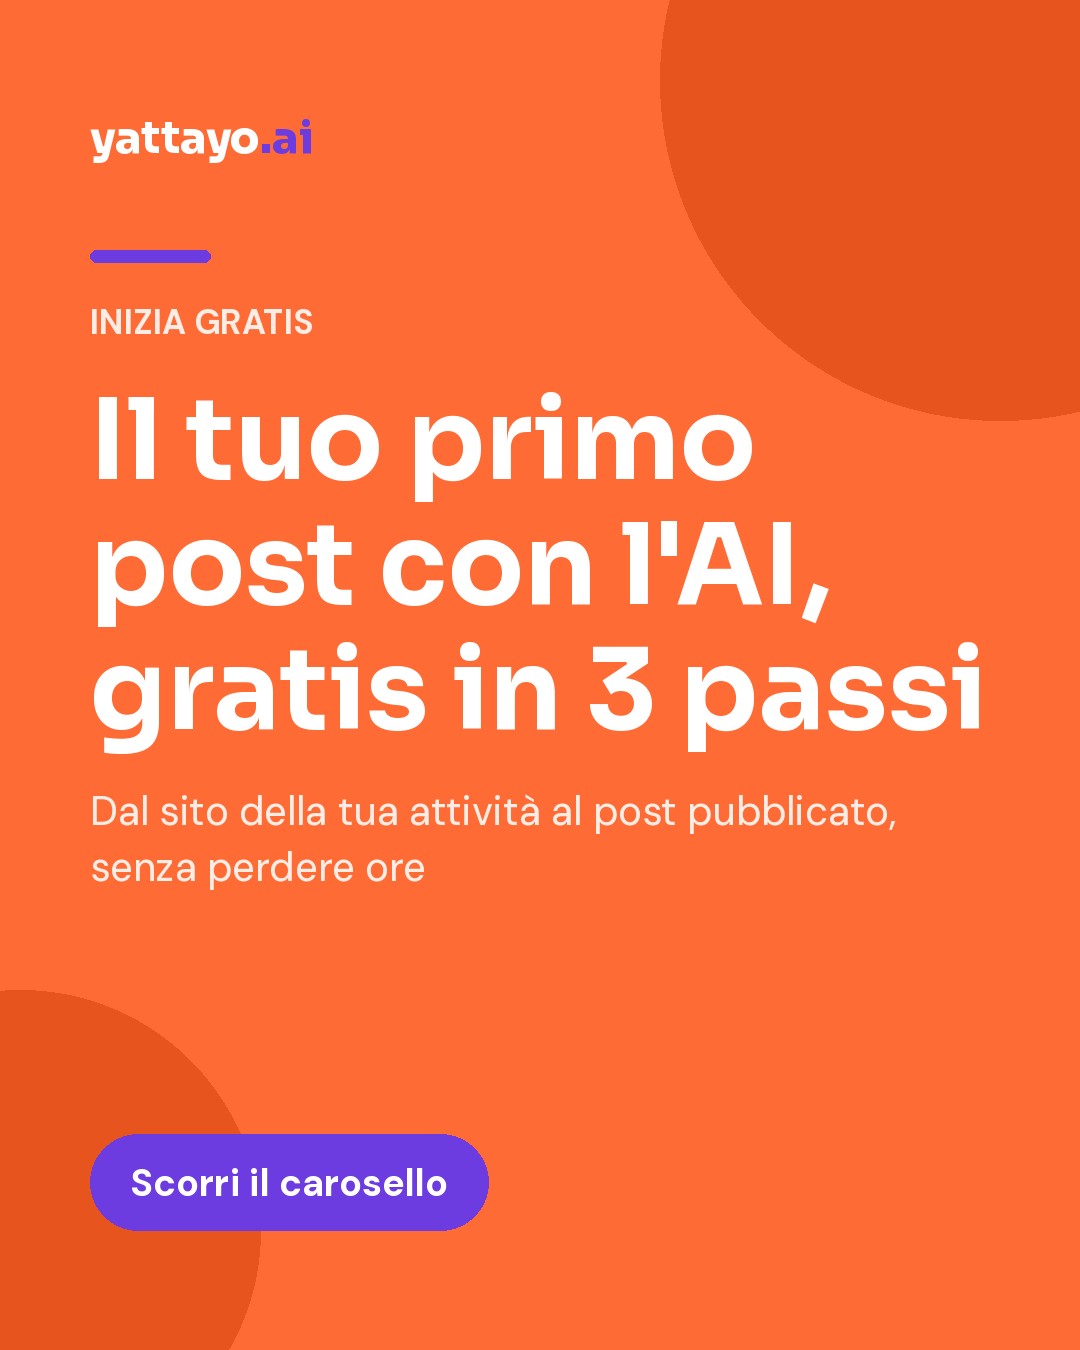 yattayo.ai
INIZIA GRATIS
Il tuo primo
post con l'AI,
gratis in 3 passi
Dal sito della tua attività al post pubblicato,
senza perdere ore
Scorri il carosello